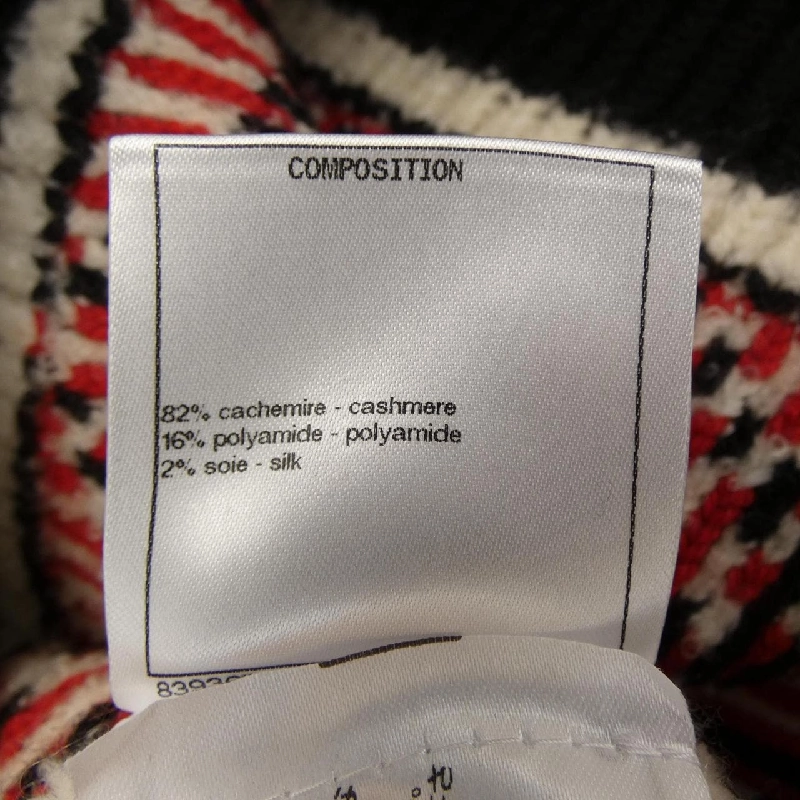 COMPOSITION
82% cachemire - cashmere
16% polyamide - polyamide
2% soie - silk